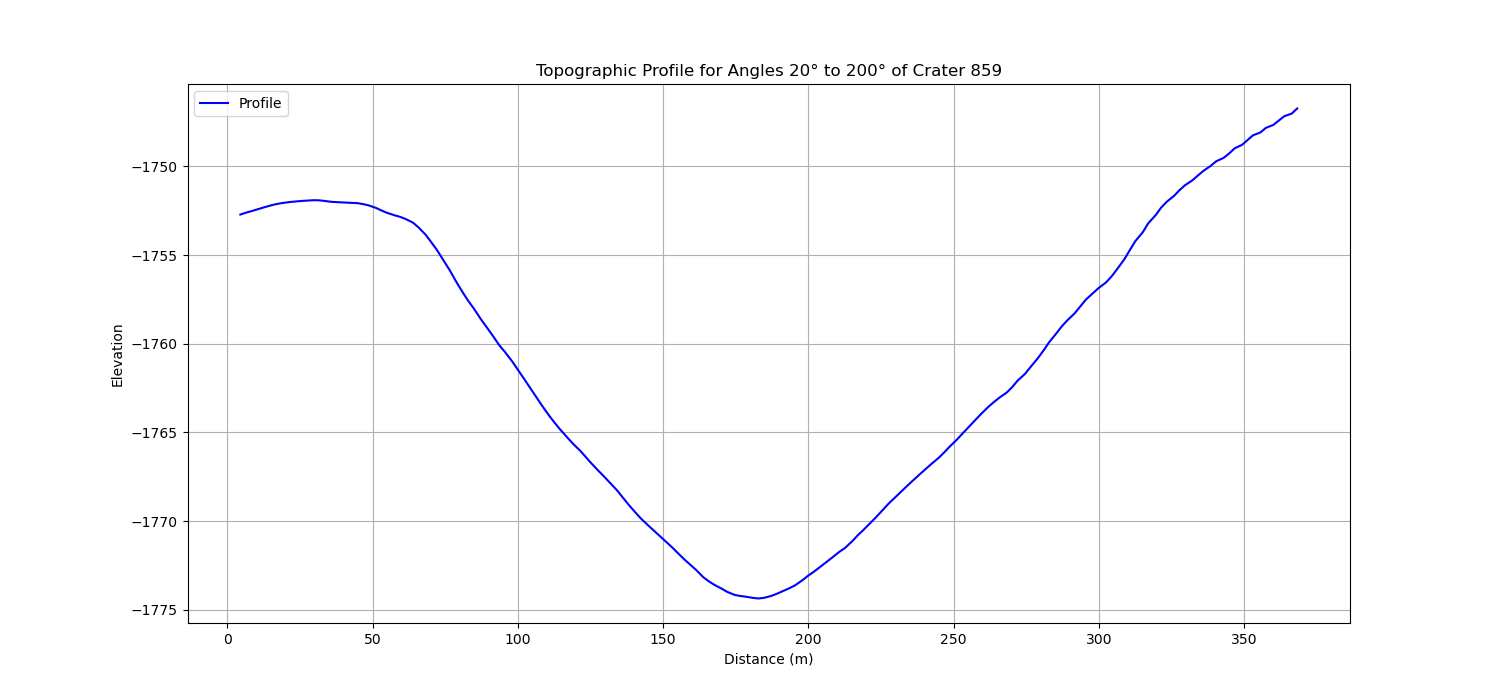 Topographic Profile for Angles 20° to 200° of Crater 859
Profile
Elevation
−1750
−1755
−1760
−1765
−1770
−1775
0 50 100 150 200 250 300 350
Distance (m)